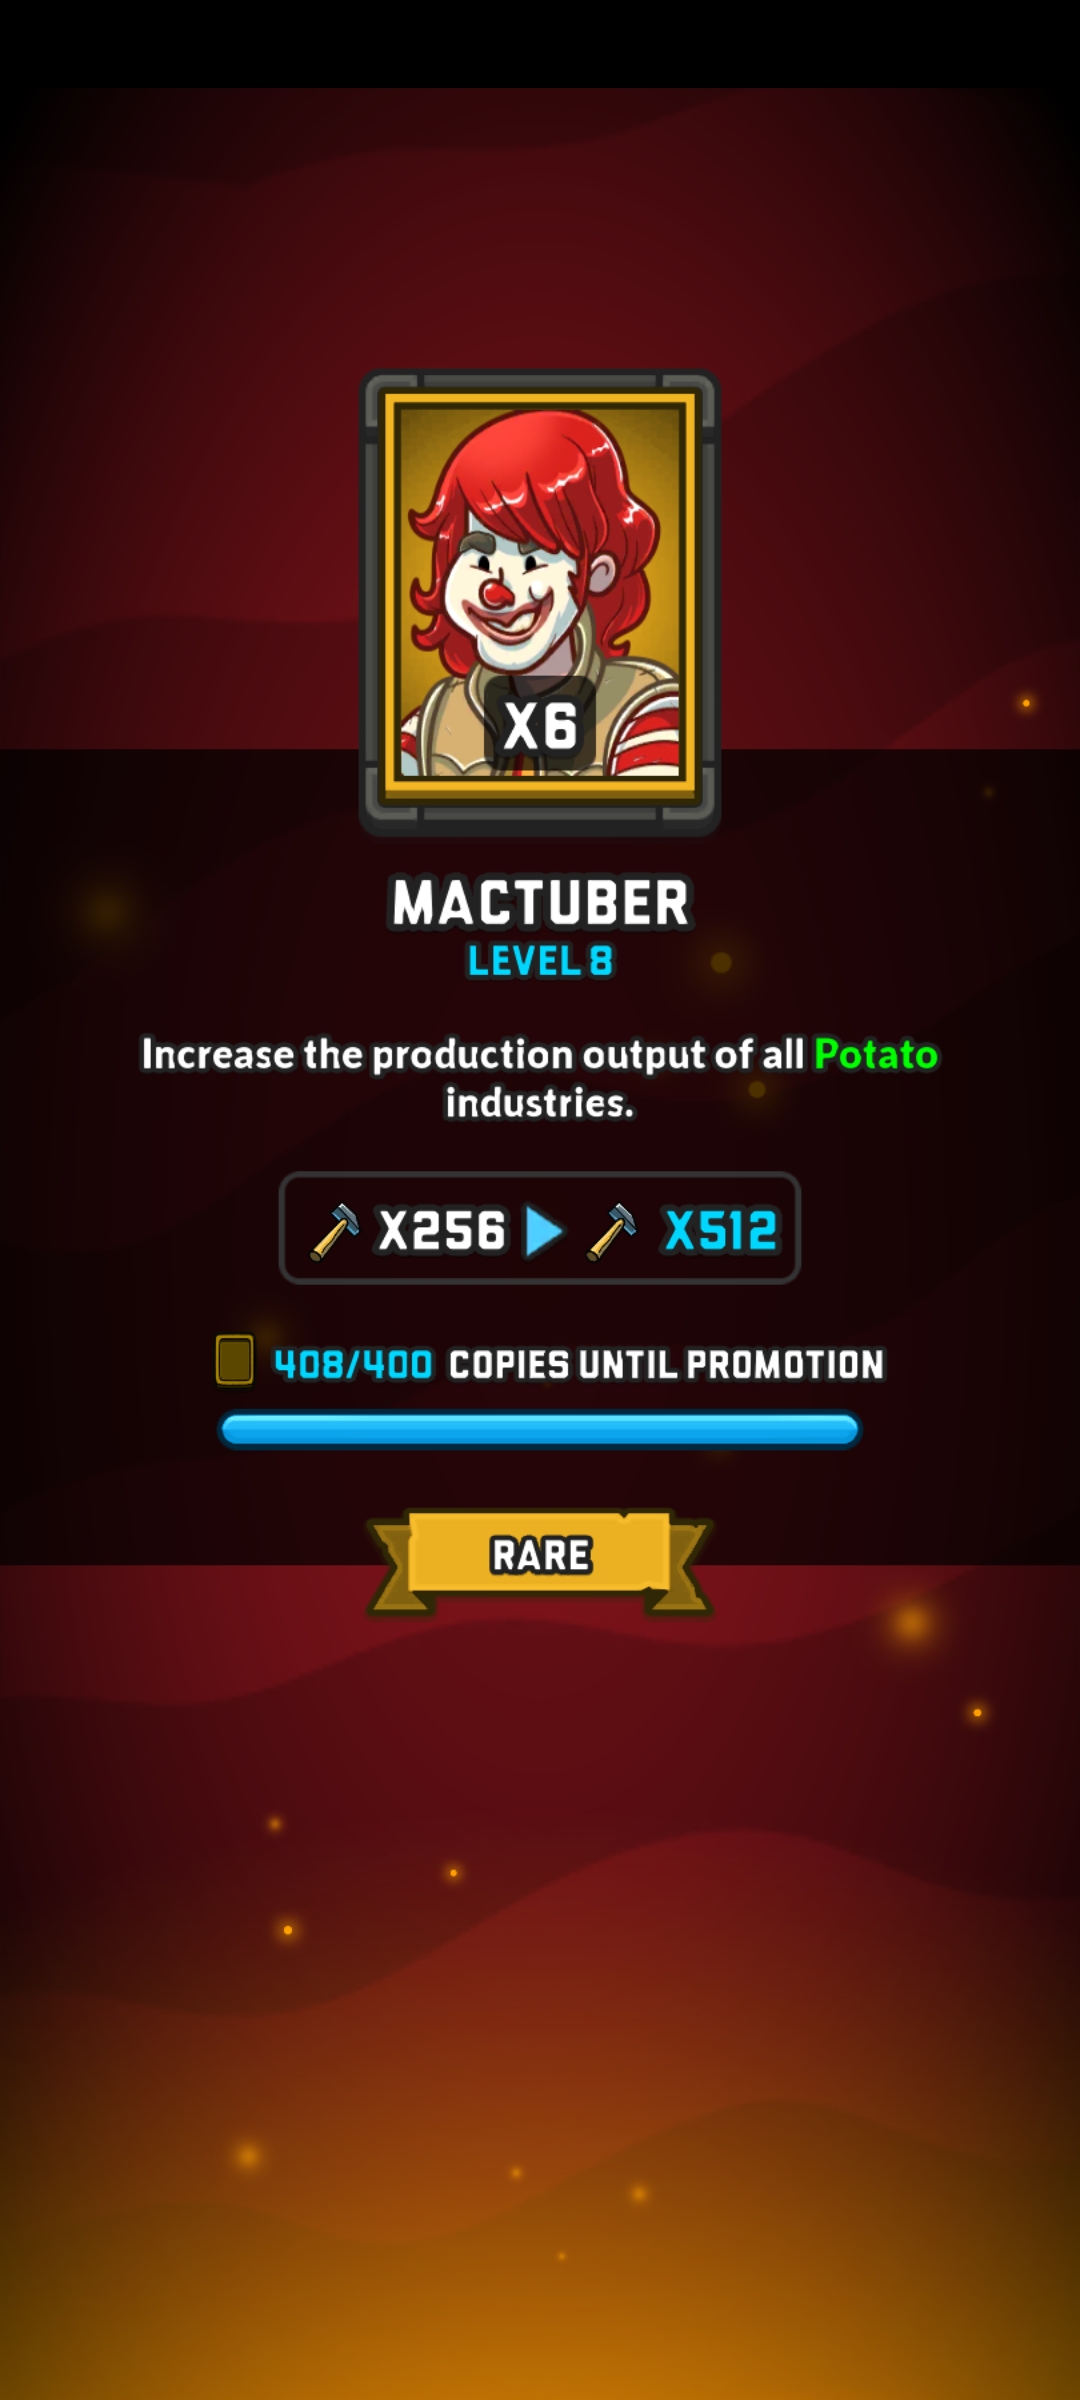 X6
MACTUBER
LEVEL 8
Increase the production output of all Potato
industries.
X256 X512
408/400 COPIES UNTIL PROMOTION
RARE